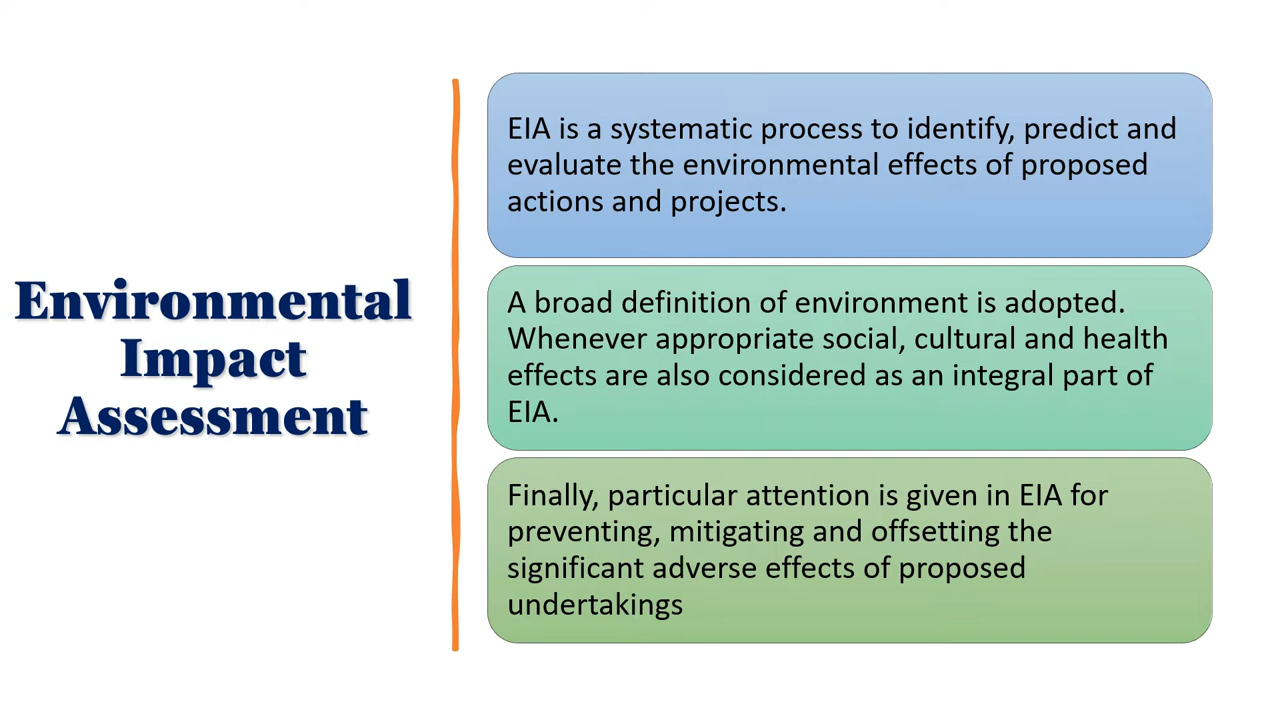 Environmental
Impact
Assessment
EIA is a systematic process to identify, predict and
evaluate the environmental effects of proposed
actions and projects.
A broad definition of environment is adopted.
Whenever appropriate social, cultural and health
effects are also considered as an integral part of
EIA.
Finally, particular attention is given in EIA for
preventing, mitigating and offsetting the
significant adverse effects of proposed
undertakings